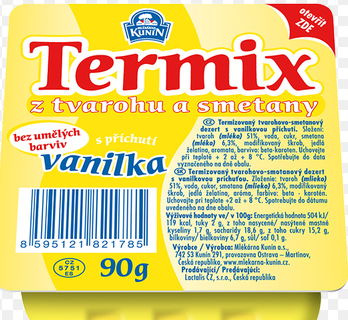 MLÉKÁRNA
KUNÍN
otevřít
ZDE
Termix
z tvarohu a smetany
bez umělých
barviv
s příchutí
vanilka
8 595121 821785
CZ
5751
ES
90g
CZ Termizovaný tvarohovo-smetanový
dezert s vanilkovou příchutí. Složení:
tvaroh (mléko) 51%, voda, cukr, smetana
(mléko) 6,3%, modifikovaný škrob, jedlá
želatina, aroma, barvivo: beta-karoten. Uchovávejte
při teplotě + 2 až + 8 °C. Spotřebujte do data
vyznačeného na dně obalu.
SK Termizovaný tvarohovo-smotanový dezert
s vanilkovou príchuťou. Zloženie: tvaroh (mlieko)
51%, voda, cukor, smotana (mlieko) 6,3%, modifikovaný
škrob, jedlá želatína, aróma, farbivo: beta-karotén.
Uchovávajte pri teplote +2 až + 8 °C. Spotrebujte do dátumu
uvedeného na dne obalu.
Výživové hodnoty ve/ v 100g: Energetická hodnota 504 kJ/
119 kcal, tuky 2 g, z toho nasycené/ nasýtené mastné
kyseliny 1,7 g, sacharidy 18,6 g, z toho cukry 15,2 g,
bílkoviny/ bielkoviny 6,7 g, sůl/ soľ 0,1 g.
Výrobce / Výrobca: Mlékárna Kunín a.s.,
742 53 Kunín 291, provozovna Ostrava – Martinov,
Česká republika, www.mlekarna-kunin.cz.
Prodávající/ Predávajúci:
Lactalis CZ, s.r.o., Česká republika